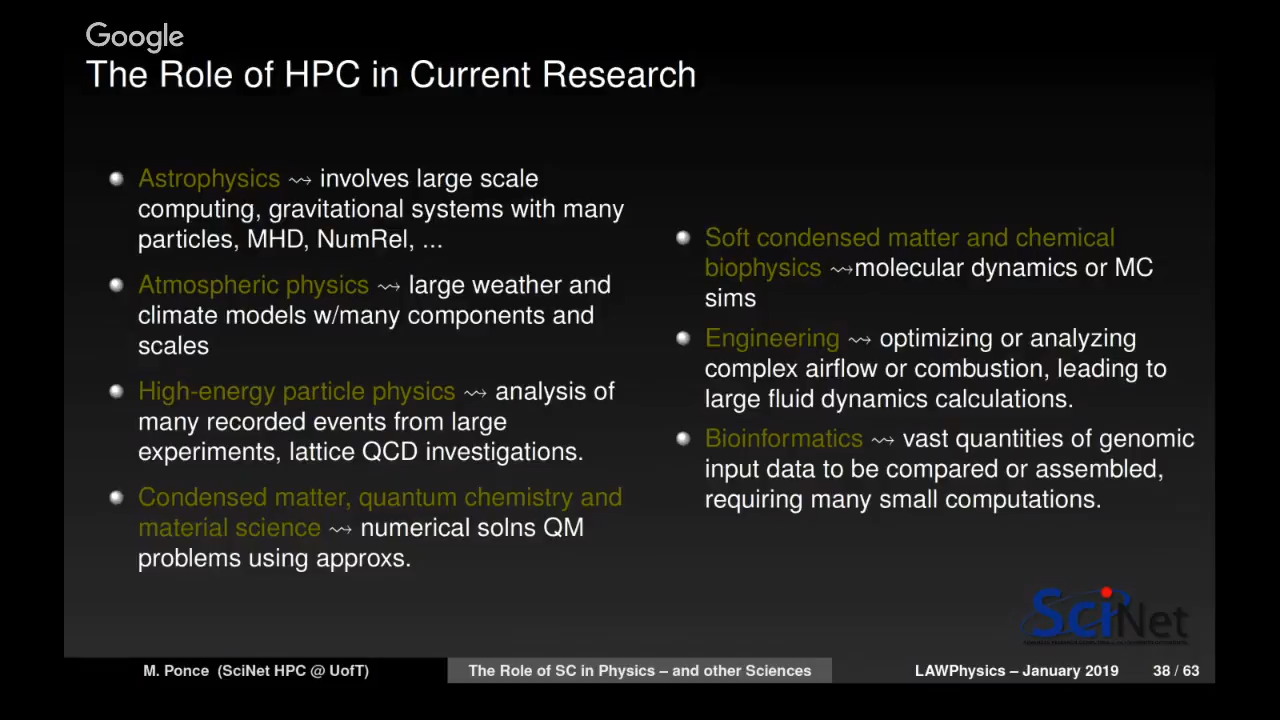 Google
The Role of HPC in Current Research
Astrophysics ⇝ involves large scale
computing, gravitational systems with many
particles, MHD, NumRel, ...
Atmospheric physics ⇝ large weather and
climate models w/many components and
scales
High-energy particle physics ⇝ analysis of
many recorded events from large
experiments, lattice QCD investigations.
Condensed matter, quantum chemistry and
material science ⇝ numerical solns QM
problems using approxs.
Soft condensed matter and chemical
biophysics ⇝molecular dynamics or MC
sims
Engineering ⇝ optimizing or analyzing
complex airflow or combustion, leading to
large fluid dynamics calculations.
Bioinformatics ⇝ vast quantities of genomic
input data to be compared or assembled,
requiring many small computations.
SciNet
M. Ponce (SciNet HPC @ UofT) The Role of SC in Physics – and other Sciences LAWPhysics – January 2019 38 / 63